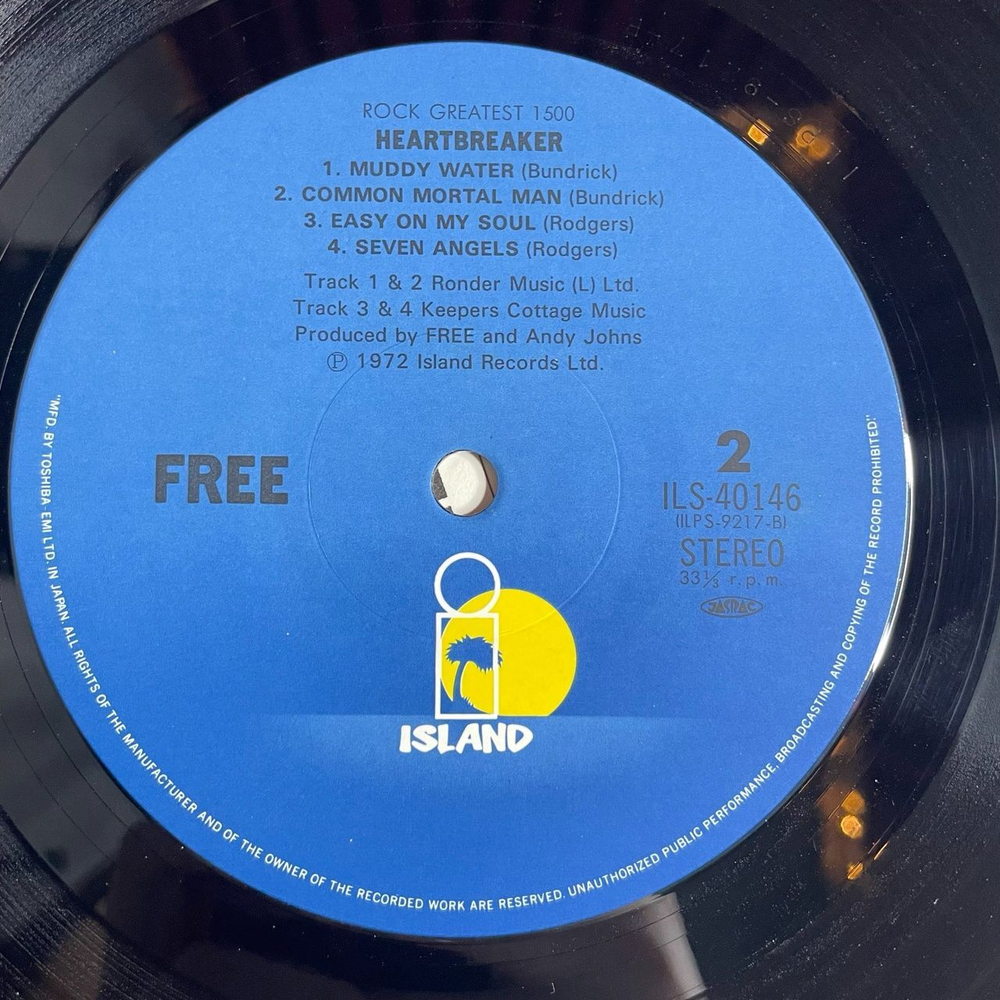 ROCK GREATEST 1500
HEARTBREAKER
1. MUDDY WATER (Bundrick)
2. COMMON MORTAL MAN (Bundrick)
3. EASY ON MY SOUL (Rodgers)
4. SEVEN ANGELS (Rodgers)
Track 1 & 2 Ronder Music (L) Ltd.
Track 3 & 4 Keepers Cottage Music
Produced by FREE and Andy Johns
Ⓟ 1972 Island Records Ltd.
FREE
2
ILS-40146
(ILPS-9217-B)
STEREO
33⅓ r.p.m.
JASRAC
ISLAND
"MFD. BY TOSHIBA-EMI LTD. IN JAPAN. ALL RIGHTS OF THE MANUFACTURER AND OF THE OWNER OF THE RECORDED WORK ARE RESERVED. UNAUTHORIZED PUBLIC PERFORMANCE, BROADCASTING AND COPYING OF THE RECORD PROHIBITED."